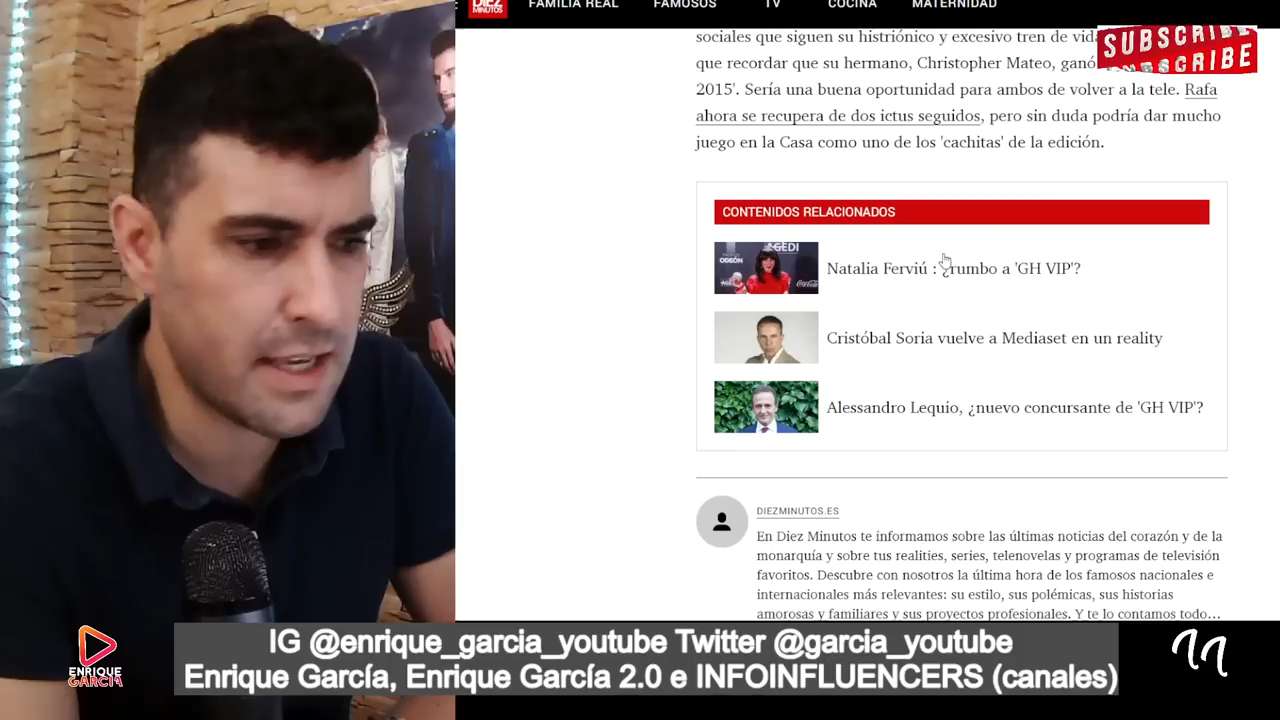 DIEZ
MINUTOS
FAMILIA REAL
FAMOSOS
TV
COCINA
MATERNIDAD
SUBSCRIBE
SCRIBE
sociales que siguen su histriónico y excesivo tren de vida
que recordar que su hermano, Christopher Mateo, ganó
2015'. Sería una buena oportunidad para ambos de volver a la tele. Rafa
ahora se recupera de dos ictus seguidos, pero sin duda podría dar mucho
juego en la Casa como uno de los 'cachitas' de la edición.
CONTENIDOS RELACIONADOS
AGEDI
ODEÓN
Natalia Ferviú : ¿rumbo a 'GH VIP'?
Cristóbal Soria vuelve a Mediaset en un reality
Alessandro Lequio, ¿nuevo concursante de 'GH VIP'?
DIEZMINUTOS.ES
En Diez Minutos te informamos sobre las últimas noticias del corazón y de la
monarquía y sobre tus realities, series, telenovelas y programas de televisión
favoritos. Descubre con nosotros la última hora de los famosos nacionales e
internacionales más relevantes: su estilo, sus polémicas, sus historias
amorosas y familiares y sus proyectos profesionales. Y te lo contamos todo...
IG @enrique_garcia_youtube Twitter @garcia_youtube
Enrique García, Enrique García 2.0 e INFOINFLUENCERS (canales)
ENRIQUE
GARCÍA